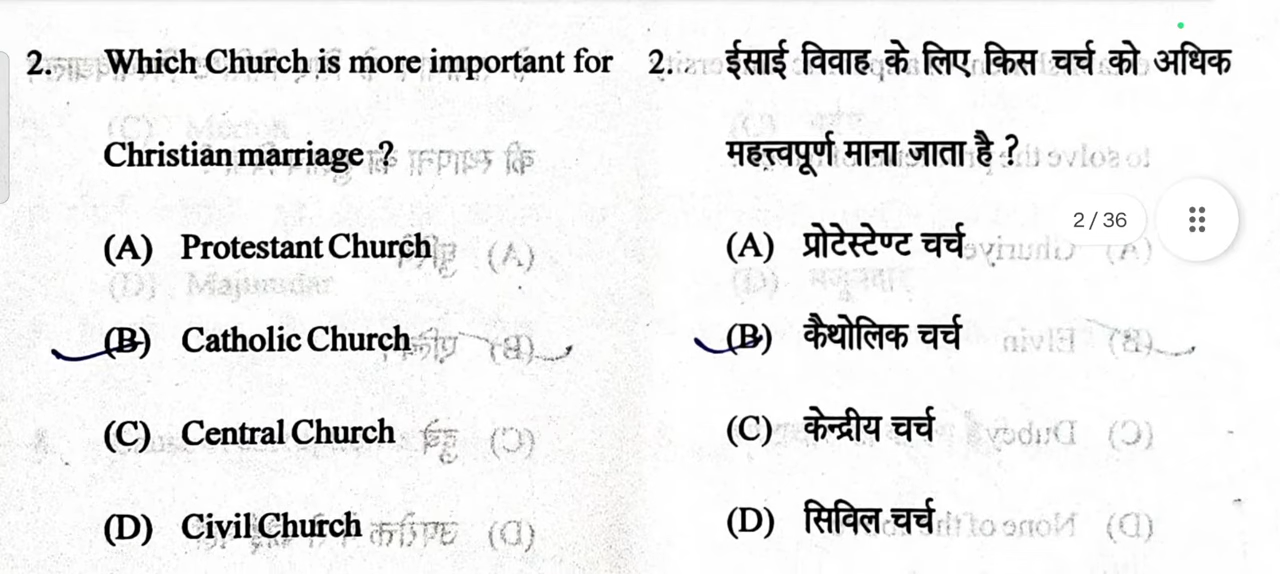 2. Which Church is more important for
Christian marriage ?
(A) Protestant Church
(B) Catholic Church
(C) Central Church
(D) Civil Church
2. ईसाई विवाह के लिए किस चर्च को अधिक
महत्त्वपूर्ण माना जाता है ?
(A) प्रोटेस्टेण्ट चर्च
(B) कैथोलिक चर्च
(C) केन्द्रीय चर्च
(D) सिविल चर्च
2 / 36